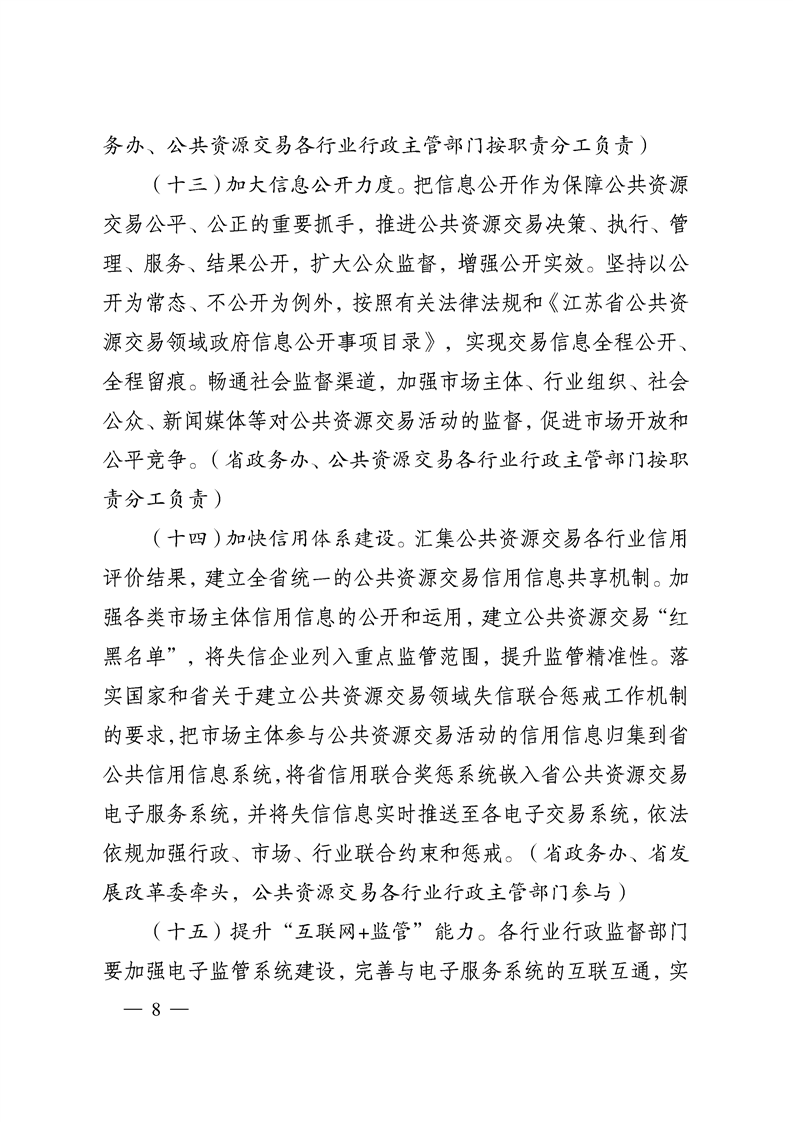 务办、公共资源交易各行业行政主管部门按职责分工负责）
（十三）加大信息公开力度。把信息公开作为保障公共资源
交易公平、公正的重要抓手，推进公共资源交易决策、执行、管
理、服务、结果公开，扩大公众监督，增强公开实效。坚持以公
开为常态、不公开为例外，按照有关法律法规和《江苏省公共资
源交易领域政府信息公开事项目录》，实现交易信息全程公开、
全程留痕。畅通社会监督渠道，加强市场主体、行业组织、社会
公众、新闻媒体等对公共资源交易活动的监督，促进市场开放和
公平竞争。（省政务办、公共资源交易各行业行政主管部门按职
责分工负责）
（十四）加快信用体系建设。汇集公共资源交易各行业信用
评价结果，建立全省统一的公共资源交易信用信息共享机制。加
强各类市场主体信用信息的公开和运用，建立公共资源交易“红
黑名单”，将失信企业列入重点监管范围，提升监管精准性。落
实国家和省关于建立公共资源交易领域失信联合惩戒工作机制
的要求，把市场主体参与公共资源交易活动的信用信息归集到省
公共信用信息系统，将省信用联合奖惩系统嵌入省公共资源交易
电子服务系统，并将失信信息实时推送至各电子交易系统，依法
依规加强行政、市场、行业联合约束和惩戒。（省政务办、省发
展改革委牵头，公共资源交易各行业行政主管部门参与）
（十五）提升“互联网+监管”能力。各行业行政监督部门
要加强电子监管系统建设，完善与电子服务系统的互联互通，实
— 8 —